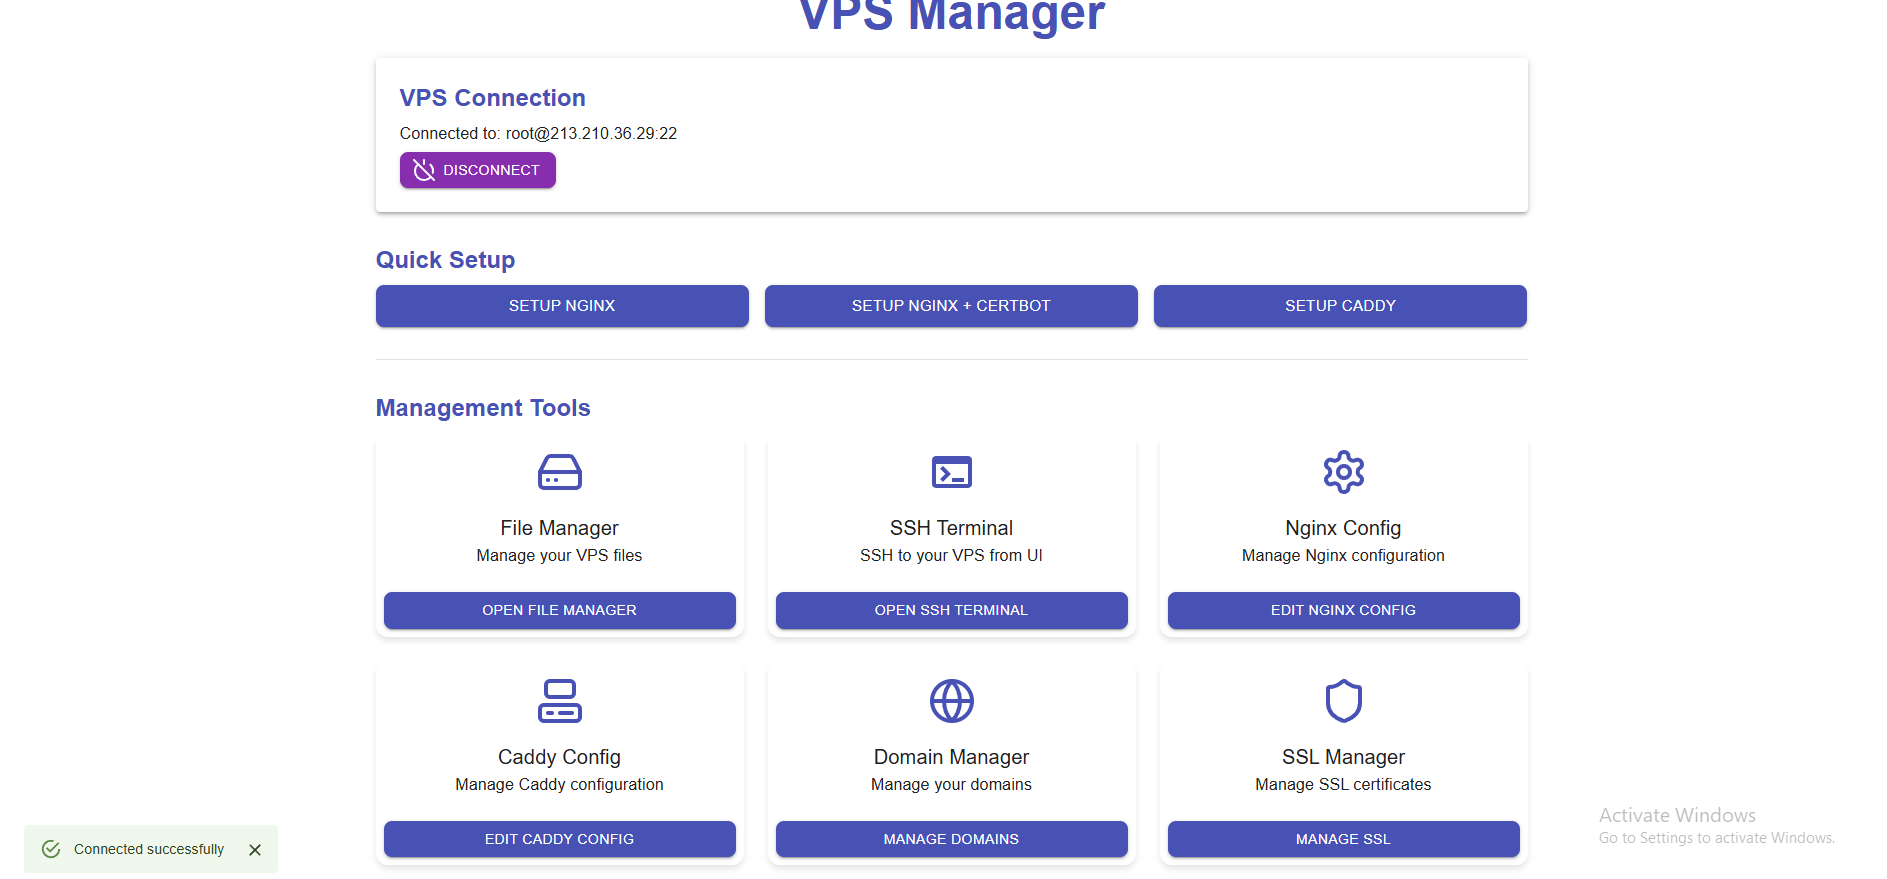 VPS Manager
VPS Connection
Connected to: root@213.210.36.29:22
DISCONNECT
Quick Setup
SETUP NGINX
SETUP NGINX + CERTBOT
SETUP CADDY
Management Tools
File Manager
Manage your VPS files
OPEN FILE MANAGER
SSH Terminal
SSH to your VPS from UI
OPEN SSH TERMINAL
Nginx Config
Manage Nginx configuration
EDIT NGINX CONFIG
Caddy Config
Manage Caddy configuration
EDIT CADDY CONFIG
Domain Manager
Manage your domains
MANAGE DOMAINS
SSL Manager
Manage SSL certificates
MANAGE SSL
Connected successfully
Activate Windows
Go to Settings to activate Windows.